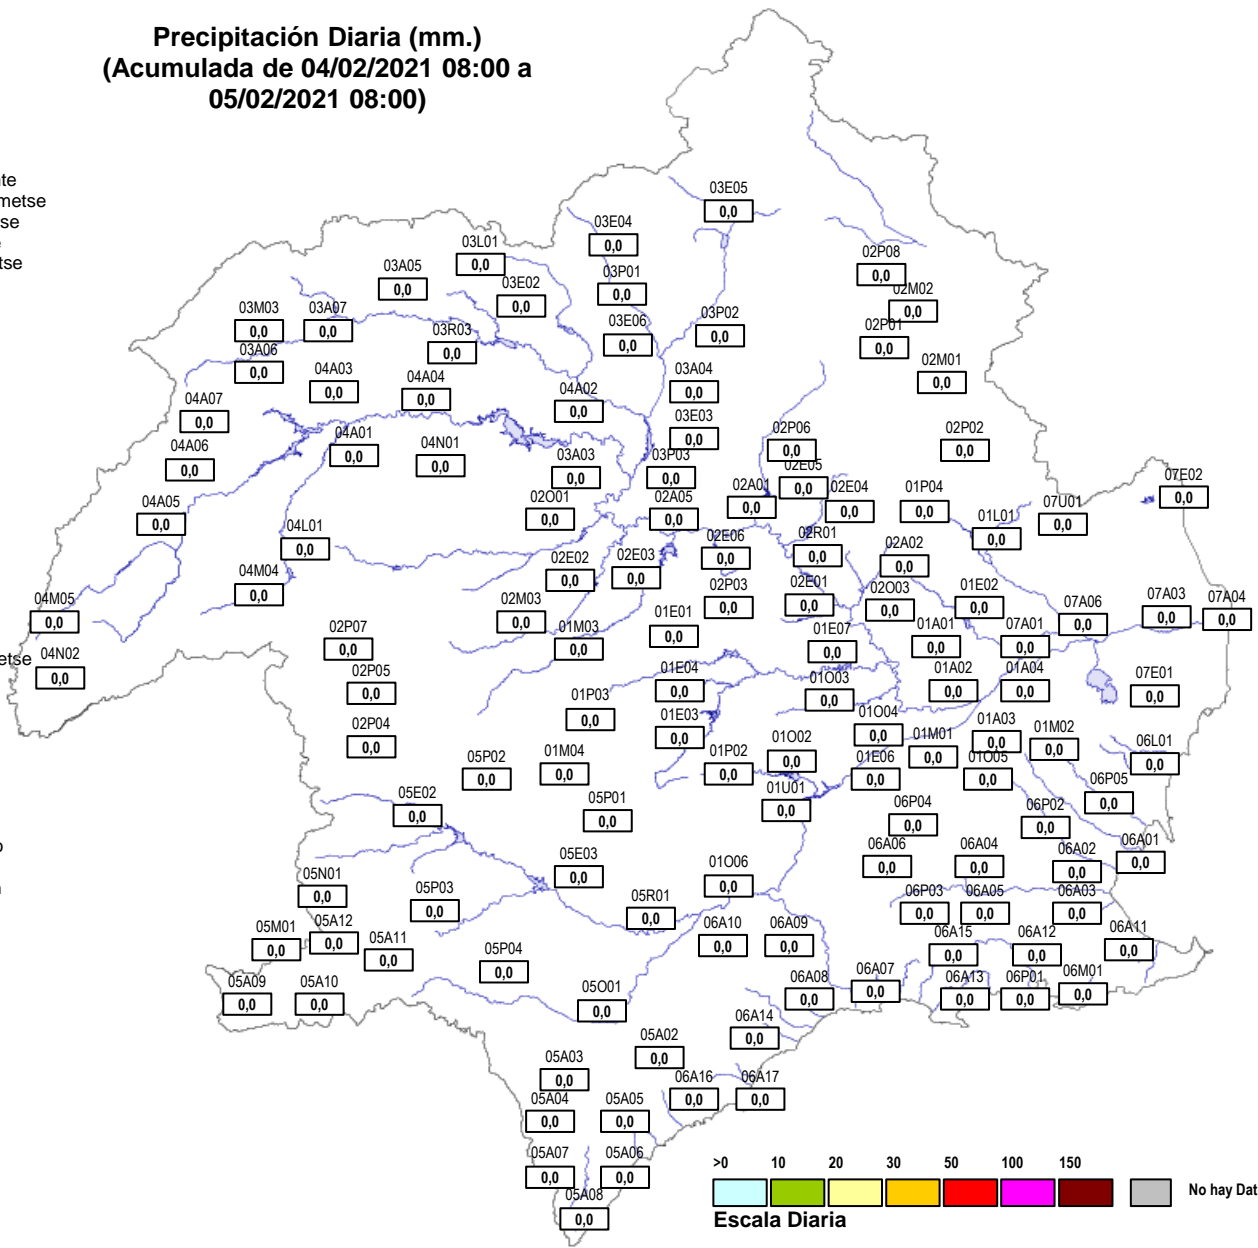 Precipitación Diaria (mm.)
(Acumulada de 04/02/2021 08:00 a
05/02/2021 08:00)
te
metse
se
tse
03E05
0,0
03E04
0,0
03L01
0,0
02P08
0,0
03A05
0,0
03P01
0,0
03E02
0,0
02M02
0,0
03M03
0,0
03A07
0,0
03P02
0,0
03E06
0,0
03R03
0,0
02P01
0,0
03A06
0,0
02M01
0,0
04A03
0,0
04A04
0,0
03A04
0,0
04A02
0,0
04A07
0,0
03E03
0,0
02P06
0,0
02P02
0,0
04A01
0,0
04N01
0,0
04A06
0,0
03A03
0,0
03P03
0,0
02E05
0,0
07E02
0,0
02A01
0,0
02E04
0,0
01P04
0,0
02O01
0,0
02A05
0,0
04A05
0,0
07U01
0,0
01L01
0,0
04L01
0,0
02E06
0,0
02R01
0,0
02A02
0,0
02E02
0,0
02E03
0,0
04M04
0,0
02P03
0,0
02E01
0,0
02O03
0,0
01E02
0,0
04M05
0,0
02M03
0,0
07A06
0,0
07A03
0,0
07A04
0,0
01E01
0,0
01M03
0,0
02P07
0,0
01E07
0,0
01A01
0,0
07A01
0,0
etse
04N02
0,0
02P05
0,0
01E04
0,0
01O03
0,0
01A02
0,0
01A04
0,0
07E01
0,0
01P03
0,0
01E03
0,0
01O04
0,0
02P04
0,0
01A03
0,0
01M02
0,0
01M01
0,0
01O02
0,0
06L01
0,0
05P02
0,0
01M04
0,0
01P02
0,0
01E06
0,0
01O05
0,0
05E02
0,0
05P01
0,0
01U01
0,0
06P04
0,0
06P02
0,0
06P05
0,0
o
05E03
0,0
01O06
0,0
06A06
0,0
06A04
0,0
06A02
0,0
06A01
0,0
05N01
0,0
05P03
0,0
05R01
0,0
06P03
0,0
06A05
0,0
06A03
0,0
05M01
0,0
05A12
0,0
05A11
0,0
06A10
0,0
06A09
0,0
06A15
0,0
06A12
0,0
06A11
0,0
05P04
0,0
05A09
0,0
05A10
0,0
05O01
0,0
06A08
0,0
06A07
0,0
06A13
0,0
06P01
0,0
06M01
0,0
06A14
0,0
05A02
0,0
05A03
0,0
06A16
0,0
06A17
0,0
05A04
0,0
05A05
0,0
05A07
0,0
05A06
0,0
05A08
0,0
>0 10 20 30 50 100 150
No hay Dat
Escala Diaria